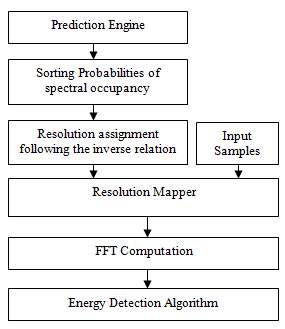 Prediction Engine
Sorting Probabilities of
spectral occupancy
Resolution assignment
following the inverse relation
Input
Samples
Resolution Mapper
FFT Computation
Energy Detection Algorithm